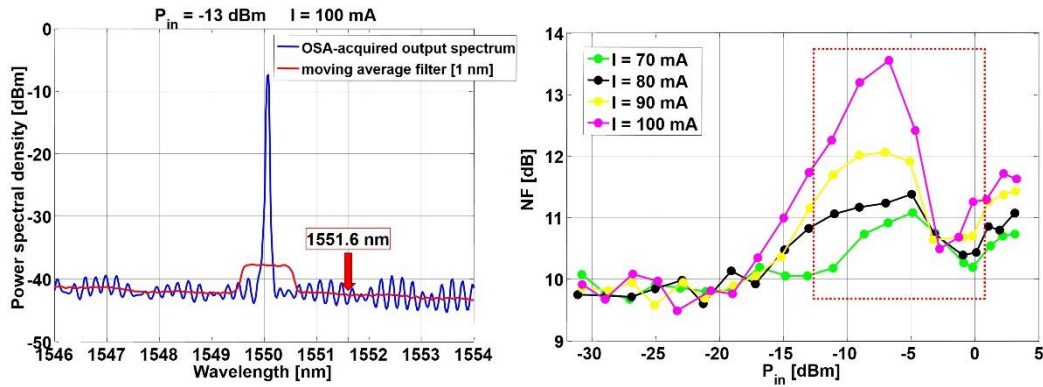 P_in = -13 dBm    I = 100 mA
OSA-acquired output spectrum
moving average filter [1 nm]
1551.6 nm
Power spectral density [dBm]
0
-10
-20
-30
-40
-50
1546 1547 1548 1549 1550 1551 1552 1553 1554
Wavelength [nm]
I = 70 mA
I = 80 mA
I = 90 mA
I = 100 mA
NF [dB]
14
13
12
11
10
9
-30 -25 -20 -15 -10 -5 0 5
P_in [dBm]